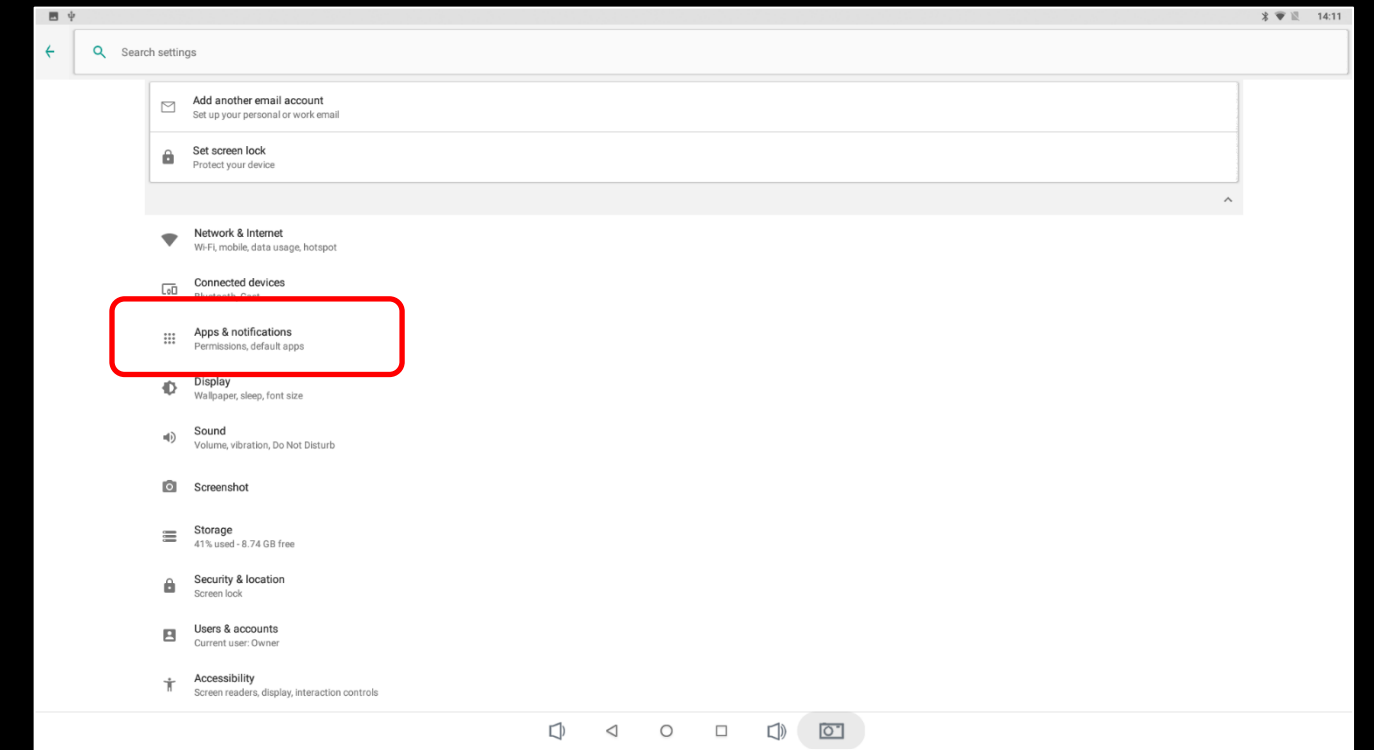 14:11
Search settings
Add another email account
Set up your personal or work email
Set screen lock
Protect your device
Network & Internet
Wi-Fi, mobile, data usage, hotspot
Connected devices
Bluetooth, Cast
Apps & notifications
Permissions, default apps
Display
Wallpaper, sleep, font size
Sound
Volume, vibration, Do Not Disturb
Screenshot
Storage
41% used - 8.74 GB free
Security & location
Screen lock
Users & accounts
Current user: Owner
Accessibility
Screen readers, display, interaction controls